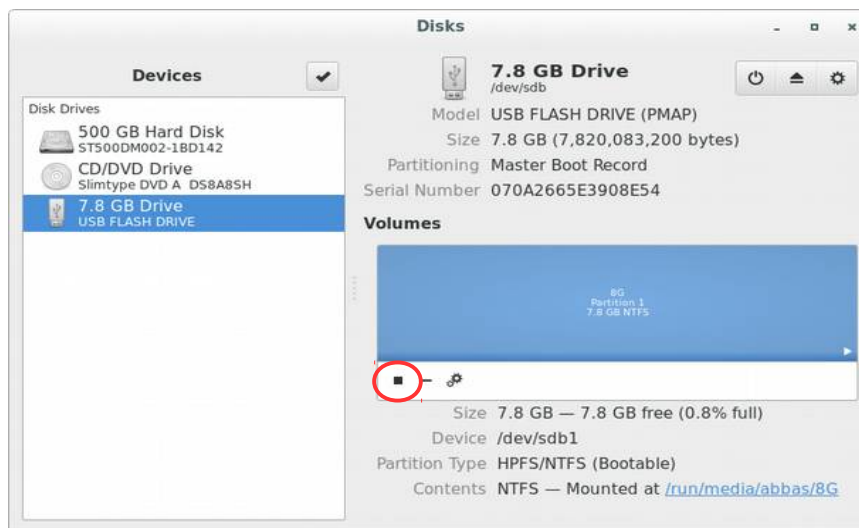 Disks
Devices
Disk Drives
500 GB Hard Disk
ST500DM002-1BD142
CD/DVD Drive
Slimtype DVD A  DS8A8SH
7.8 GB Drive
USB FLASH DRIVE
7.8 GB Drive
/dev/sdb
Model USB FLASH DRIVE (PMAP)
Size 7.8 GB (7,820,083,200 bytes)
Partitioning Master Boot Record
Serial Number 070A2665E3908E54
Volumes
8G
Partition 1
7.8 GB NTFS
Size 7.8 GB — 7.8 GB free (0.8% full)
Device /dev/sdb1
Partition Type HPFS/NTFS (Bootable)
Contents NTFS — Mounted at /run/media/abbas/8G